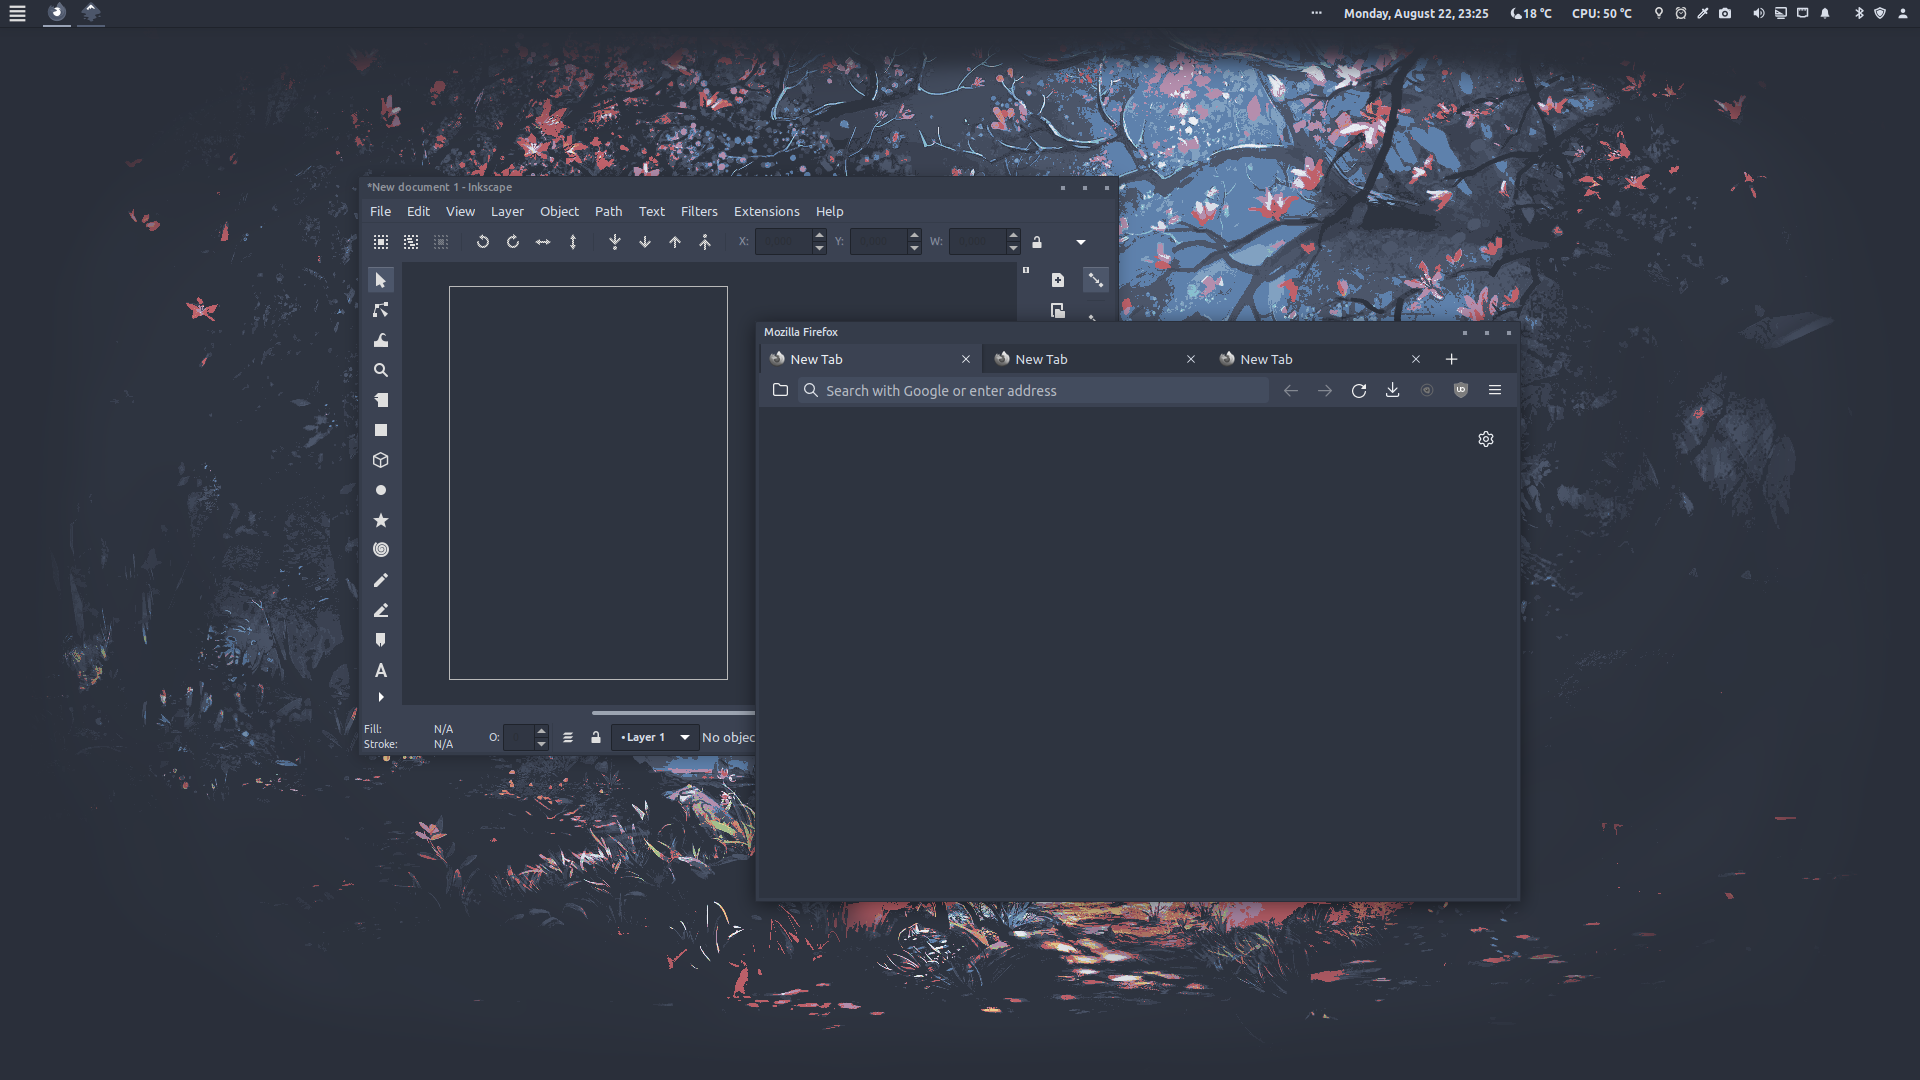 Monday, August 22, 23:25
18 °C
CPU: 50 °C
*New document 1 - Inkscape
File Edit View Layer Object Path Text Filters Extensions Help
X: Y: W:
Mozilla Firefox
New Tab New Tab New Tab
Search with Google or enter address
Fill: N/A
Stroke: N/A
O:
•Layer 1
No objec